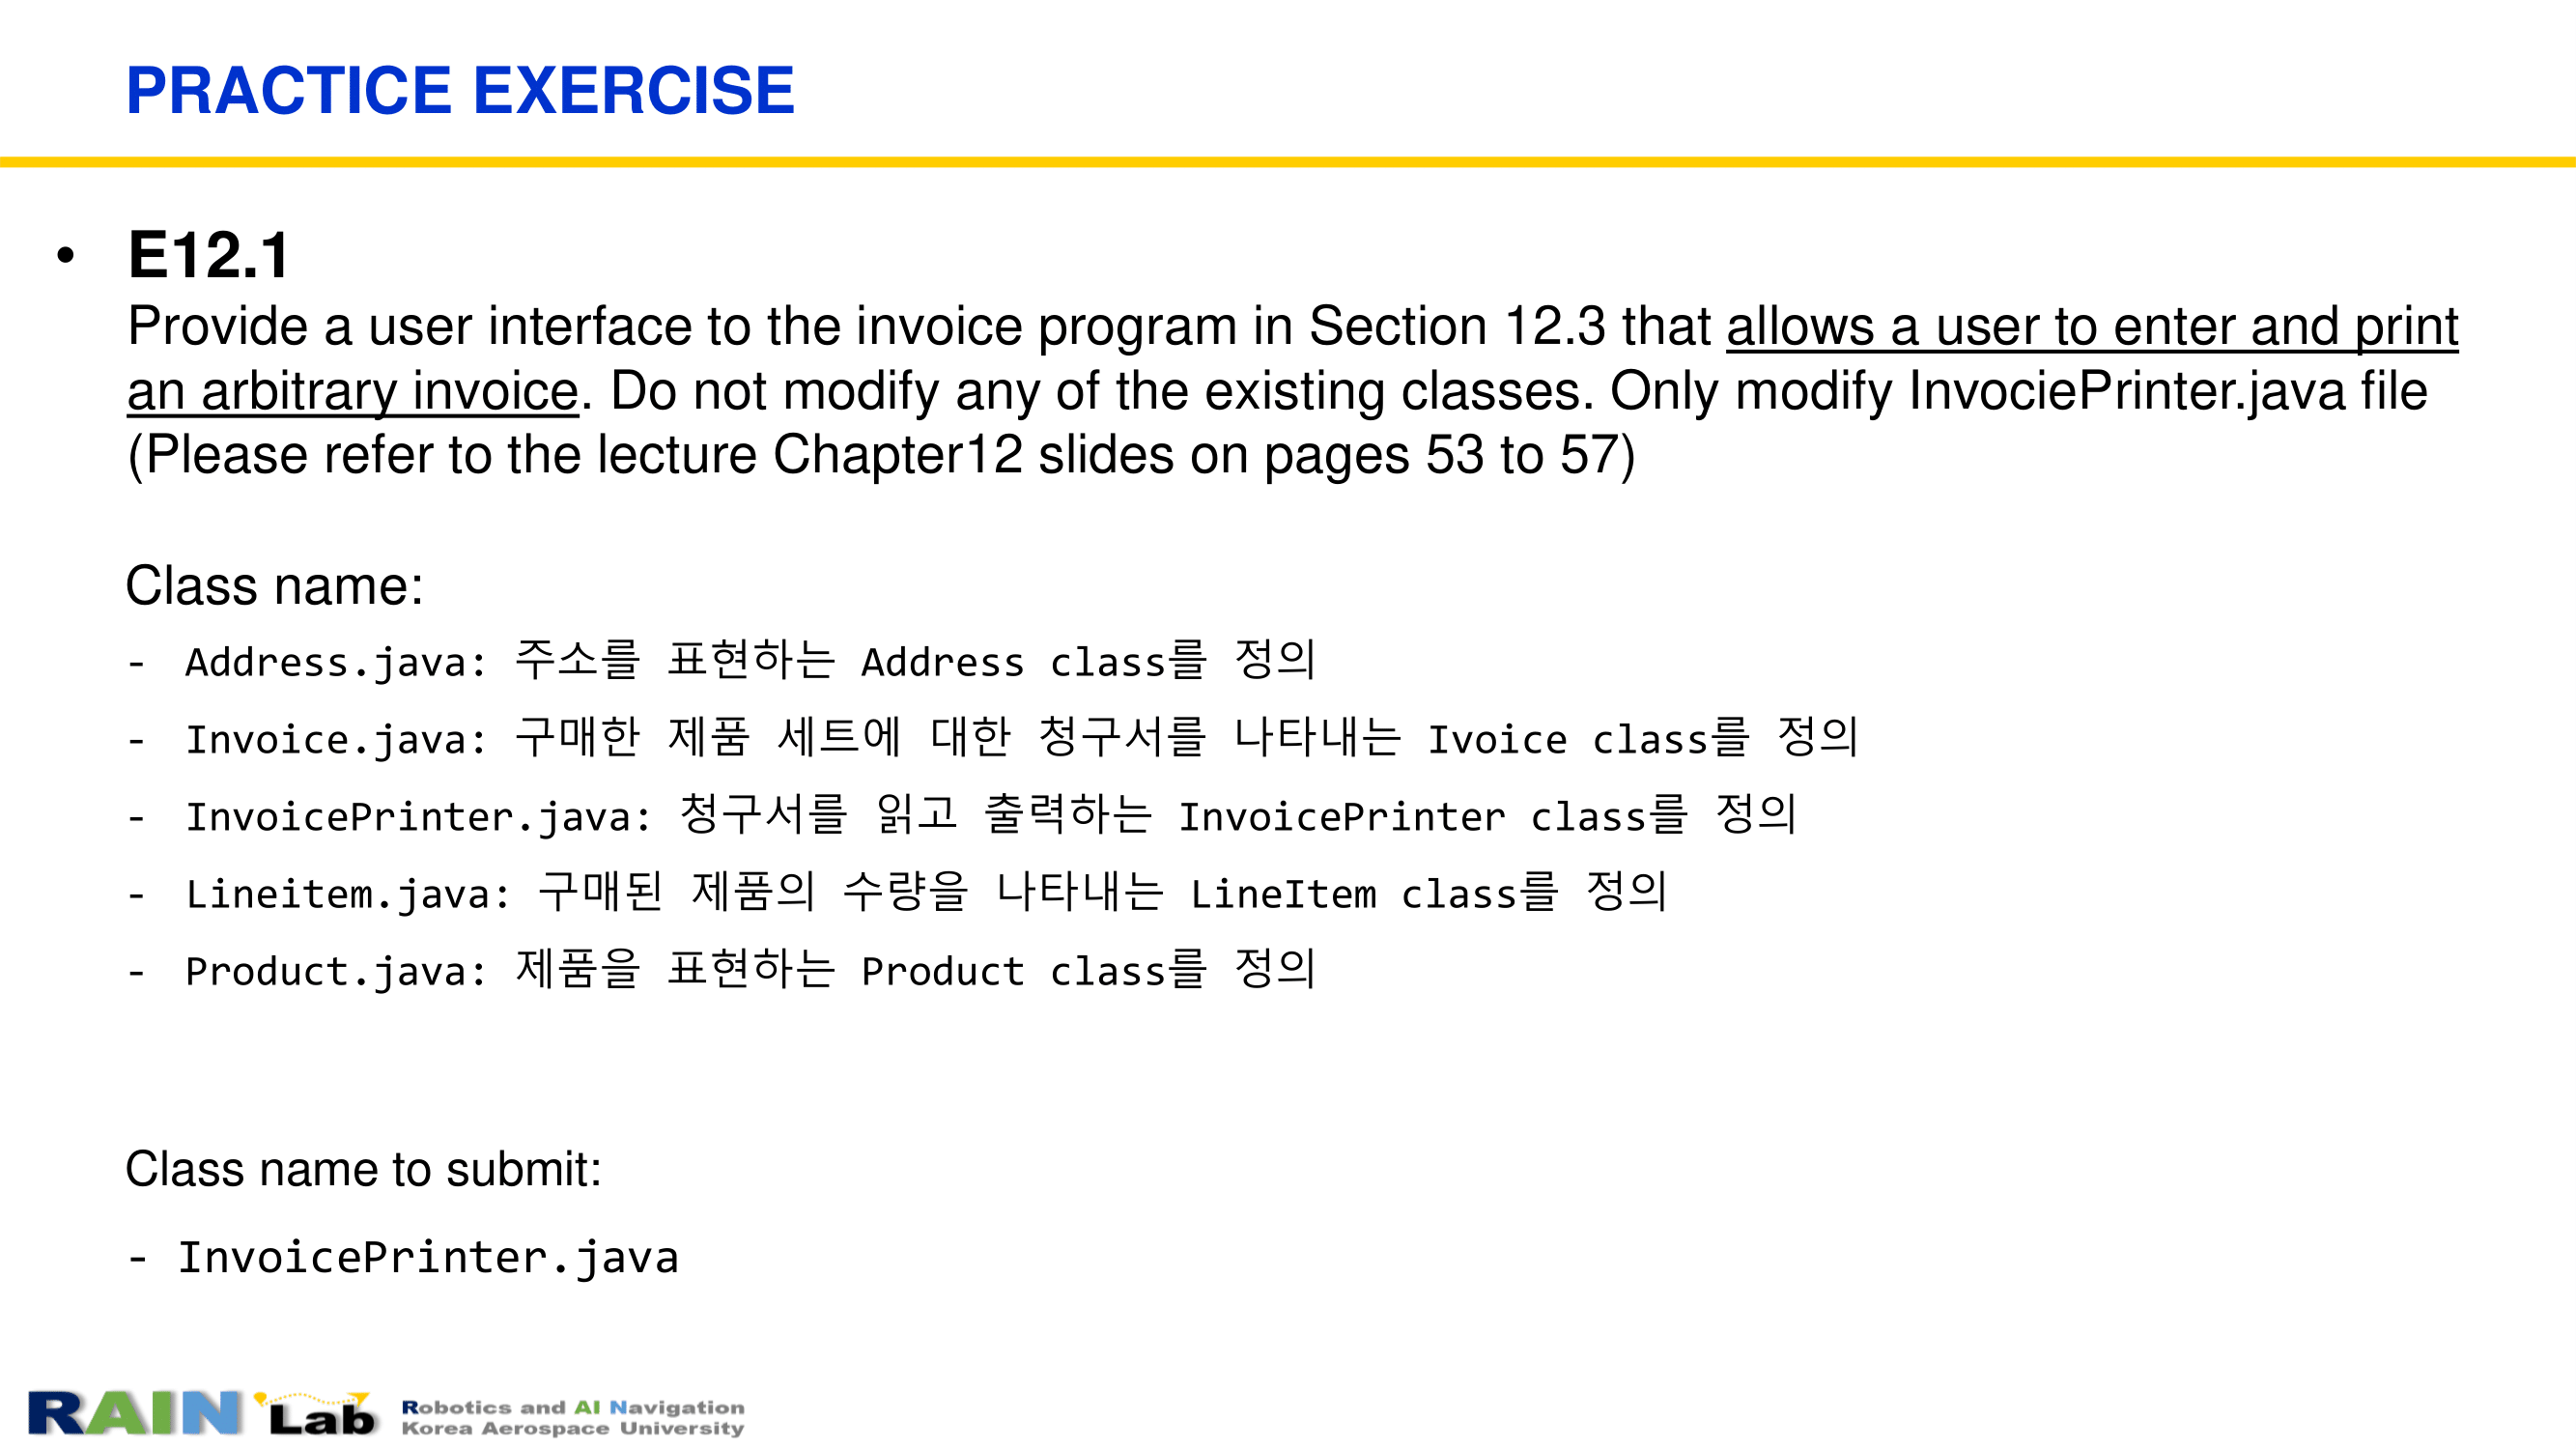 PRACTICE EXERCISE
• E12.1
Provide a user interface to the invoice program in Section 12.3 that allows a user to enter and print
an arbitrary invoice. Do not modify any of the existing classes. Only modify InvociePrinter.java file
(Please refer to the lecture Chapter12 slides on pages 53 to 57)
Class name:
- Address.java: 주소를 표현하는 Address class를 정의
- Invoice.java: 구매한 제품 세트에 대한 청구서를 나타내는 Ivoice class를 정의
- InvoicePrinter.java: 청구서를 읽고 출력하는 InvoicePrinter class를 정의
- Lineitem.java: 구매된 제품의 수량을 나타내는 LineItem class를 정의
- Product.java: 제품을 표현하는 Product class를 정의
Class name to submit:
- InvoicePrinter.java
RAIN Lab
Robotics and AI Navigation
Korea Aerospace University